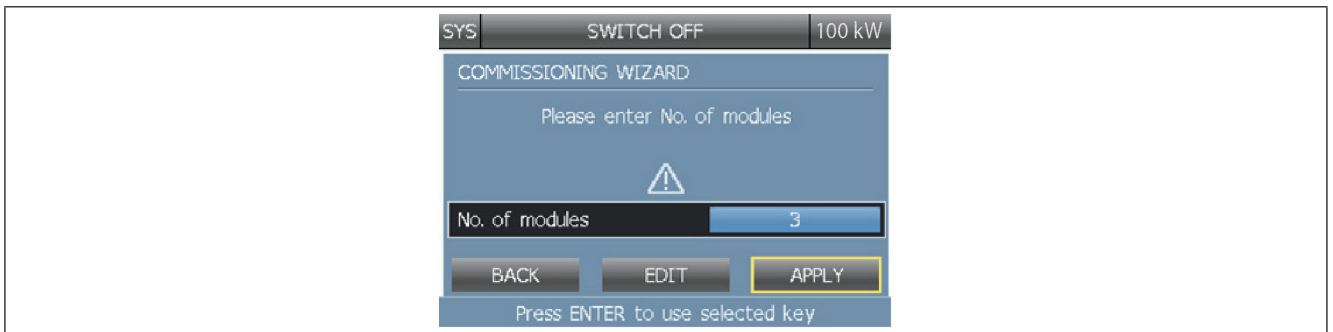 SYS SWITCH OFF 100 kW
COMMISSIONING WIZARD
Please enter No. of modules
No. of modules 3
BACK EDIT APPLY
Press ENTER to use selected key